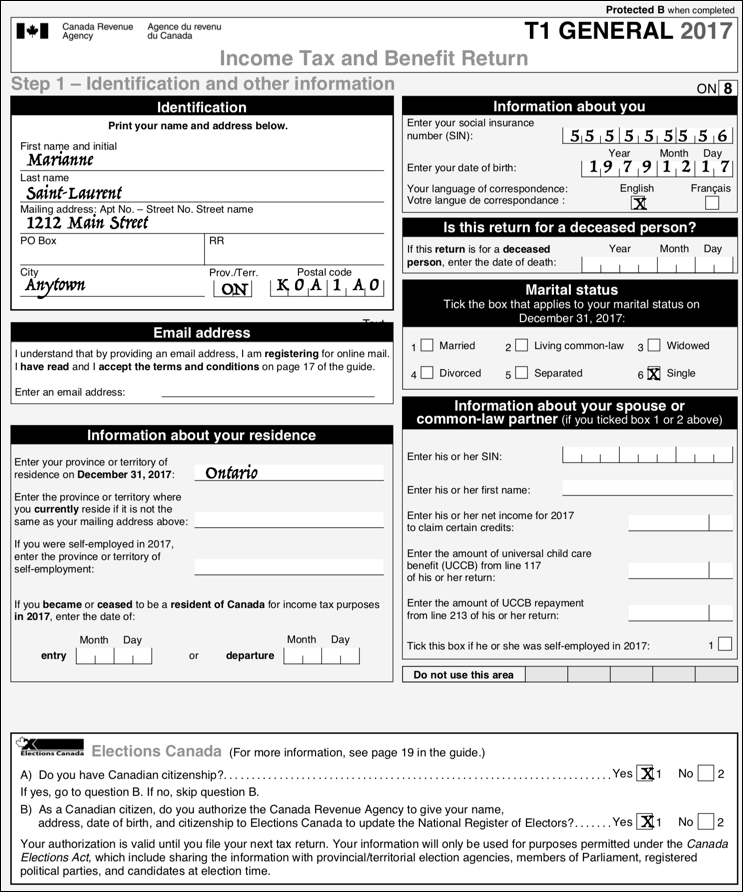 Protected B when completed
Canada Revenue Agency
Agence du revenu du Canada
T1 GENERAL 2017
Income Tax and Benefit Return
Step 1 – Identification and other information
ON 8
Identification
Print your name and address below.
First name and initial
Marianne
Last name
Saint-Laurent
Mailing address: Apt No. – Street No. Street name
1212 Main Street
PO Box RR
City Prov./Terr. Postal code
Anytown ON K 0 A 1 A 0
Email address
I understand that by providing an email address, I am registering for online mail.
I have read and I accept the terms and conditions on page 17 of the guide.
Enter an email address:
Information about your residence
Enter your province or territory of
residence on December 31, 2017: Ontario
Enter the province or territory where
you currently reside if it is not the
same as your mailing address above:
If you were self-employed in 2017,
enter the province or territory of
self-employment:
If you became or ceased to be a resident of Canada for income tax purposes
in 2017, enter the date of:
Month Day Month Day
entry or departure
Information about you
Enter your social insurance
number (SIN): 5 5 5 5 5 5 5 5 6
Year Month Day
Enter your date of birth: 1 9 7 9 1 2 1 7
Your language of correspondence: English Français
Votre langue de correspondance : X
Is this return for a deceased person?
If this return is for a deceased Year Month Day
person, enter the date of death:
Marital status
Tick the box that applies to your marital status on
December 31, 2017:
1 Married 2 Living common-law 3 Widowed
4 Divorced 5 Separated 6 X Single
Information about your spouse or
common-law partner (if you ticked box 1 or 2 above)
Enter his or her SIN:
Enter his or her first name:
Enter his or her net income for 2017
to claim certain credits:
Enter the amount of universal child care
benefit (UCCB) from line 117
of his or her return:
Enter the amount of UCCB repayment
from line 213 of his or her return:
Tick this box if he or she was self-employed in 2017: 1
Do not use this area
Elections Canada
Elections Canada (For more information, see page 19 in the guide.)
A) Do you have Canadian citizenship?. . . . . Yes X 1 No 2
If yes, go to question B. If no, skip question B.
B) As a Canadian citizen, do you authorize the Canada Revenue Agency to give your name,
address, date of birth, and citizenship to Elections Canada to update the National Register of Electors?. . . . . Yes X 1 No 2
Your authorization is valid until you file your next tax return. Your information will only be used for purposes permitted under the Canada
Elections Act, which include sharing the information with provincial/territorial election agencies, members of Parliament, registered
political parties, and candidates at election time.